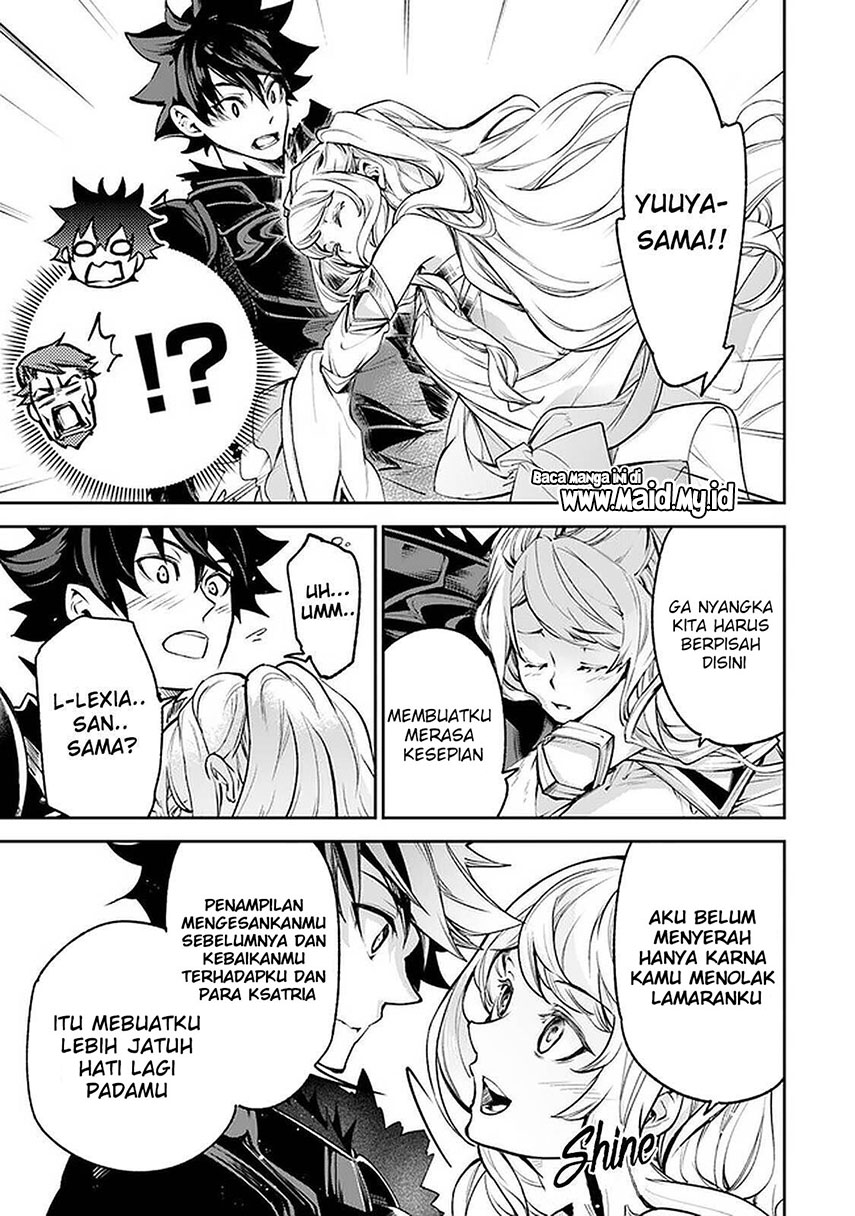 YUUYA-
SAMA!!
!?
Baca Manga ini di
www.Maid.My.id
GA NYANGKA
KITA HARUS
BERPISAH
DISINI
MEMBUATKU
MERASA
KESEPIAN
UH...
UMM..
L-LEXIA..
SAN..
SAMA?
AKU BELUM
MENYERAH
HANYA KARNA
KAMU MENOLAK
LAMARANKU
PENAMPILAN
MENGESANKANMU
SEBELUMNYA DAN
KEBAIKANMU
TERHADAPKU DAN
PARA KSATRIA
ITU MEBUATKU
LEBIH JATUH
HATI LAGI
PADAMU
Shine